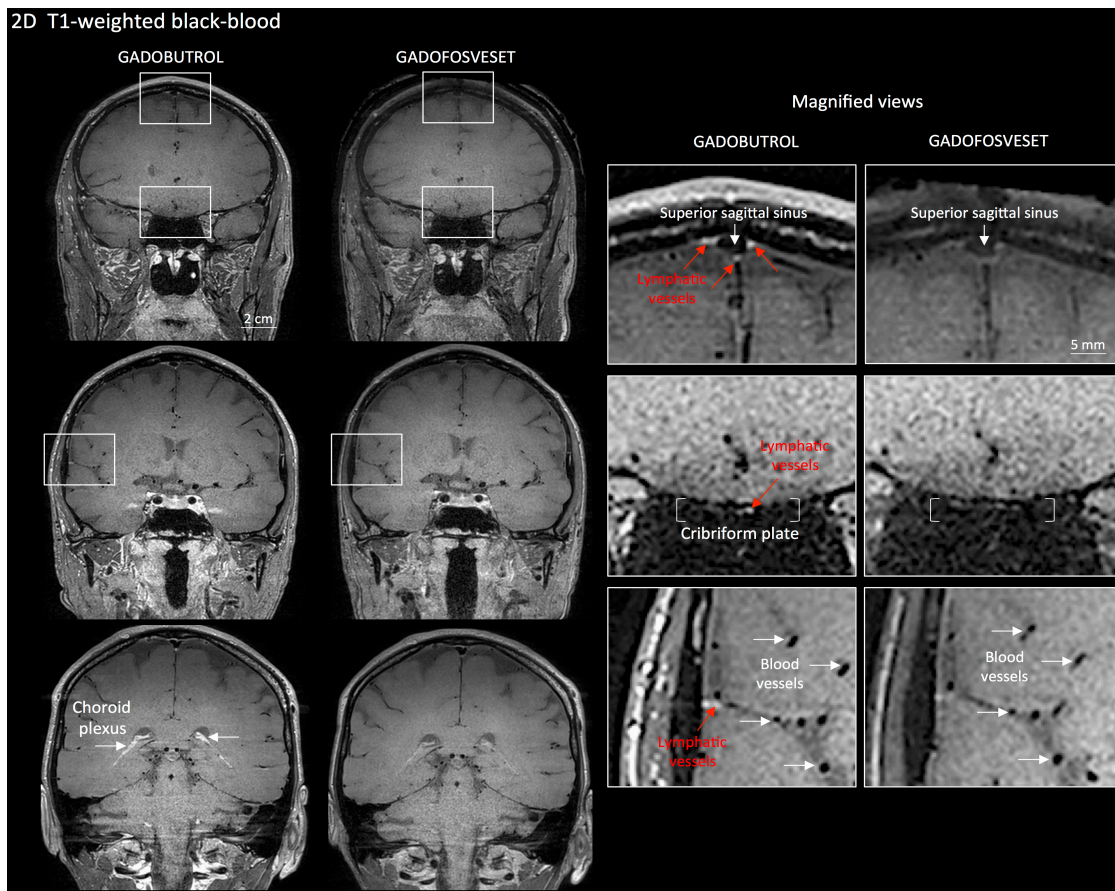 2D T1-weighted black-blood
GADOBUTROL
GADOFOSVESET
2 cm
Choroid
plexus
Magnified views
GADOBUTROL
GADOFOSVESET
Superior sagittal sinus
Lymphatic
vessels
Superior sagittal sinus
5 mm
Lymphatic
vessels
Cribriform plate
Blood
vessels
Lymphatic
vessels
Blood
vessels